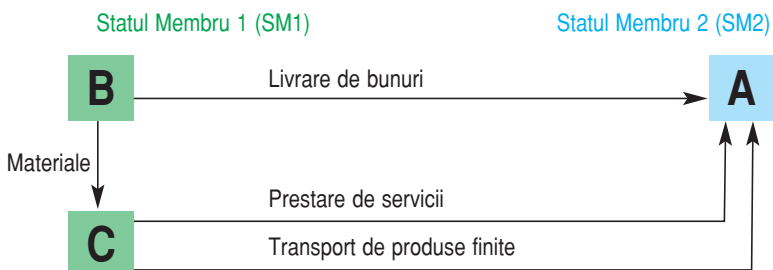 Statul Membru 1 (SM1)
Statul Membru 2 (SM2)
B
Livrare de bunuri
A
Materiale
Prestare de servicii
C
Transport de produse finite